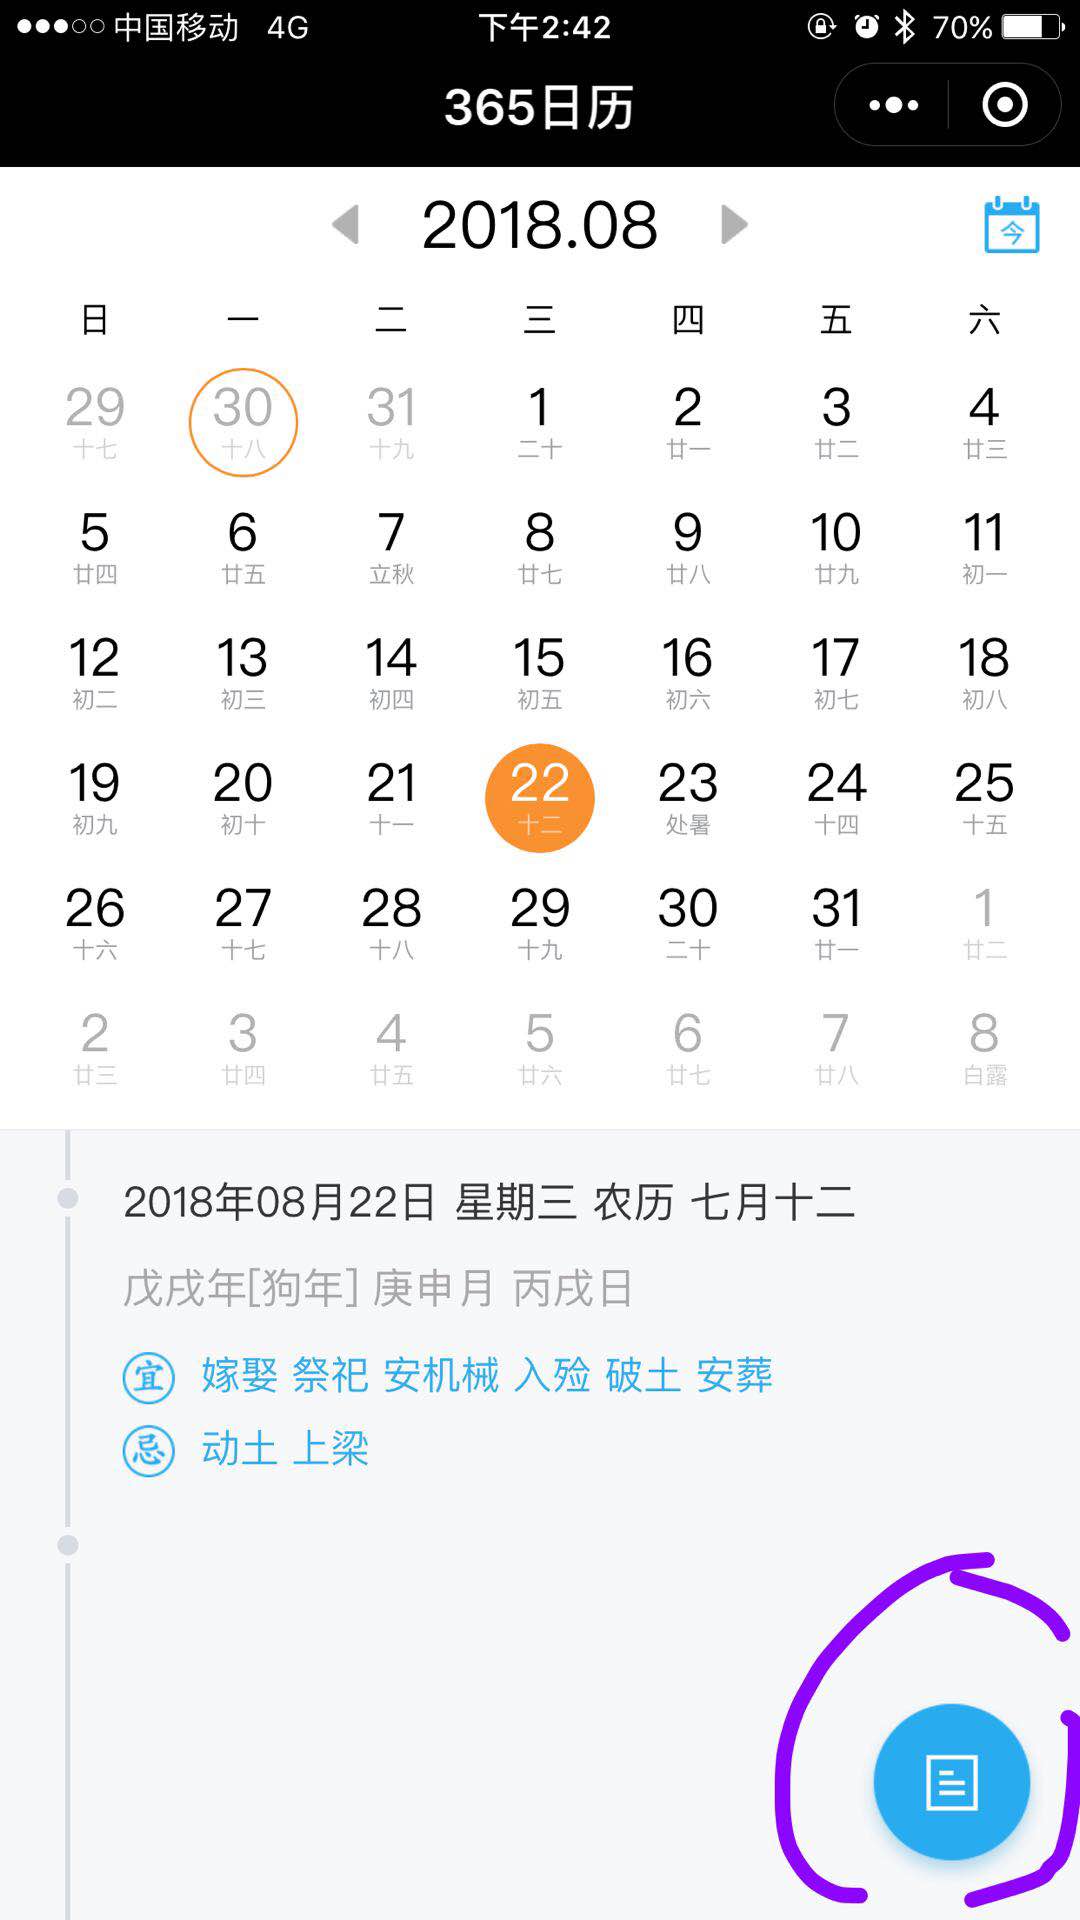 中国移动 4G 下午2:42 70%
365日历
2018.08 今
日 一 二 三 四 五 六
29 30 31 1 2 3 4
十七 十八 十九 二十 廿一 廿二 廿三
5 6 7 8 9 10 11
廿四 廿五 立秋 廿七 廿八 廿九 初一
12 13 14 15 16 17 18
初二 初三 初四 初五 初六 初七 初八
19 20 21 22 23 24 25
初九 初十 十一 十二 处暑 十四 十五
26 27 28 29 30 31 1
十六 十七 十八 十九 二十 廿一 廿二
2 3 4 5 6 7 8
廿三 廿四 廿五 廿六 廿七 廿八 白露
2018年08月22日 星期三 农历 七月十二
戊戌年[狗年] 庚申月 丙戌日
宜 嫁娶 祭祀 安机械 入殓 破土 安葬
忌 动土 上梁